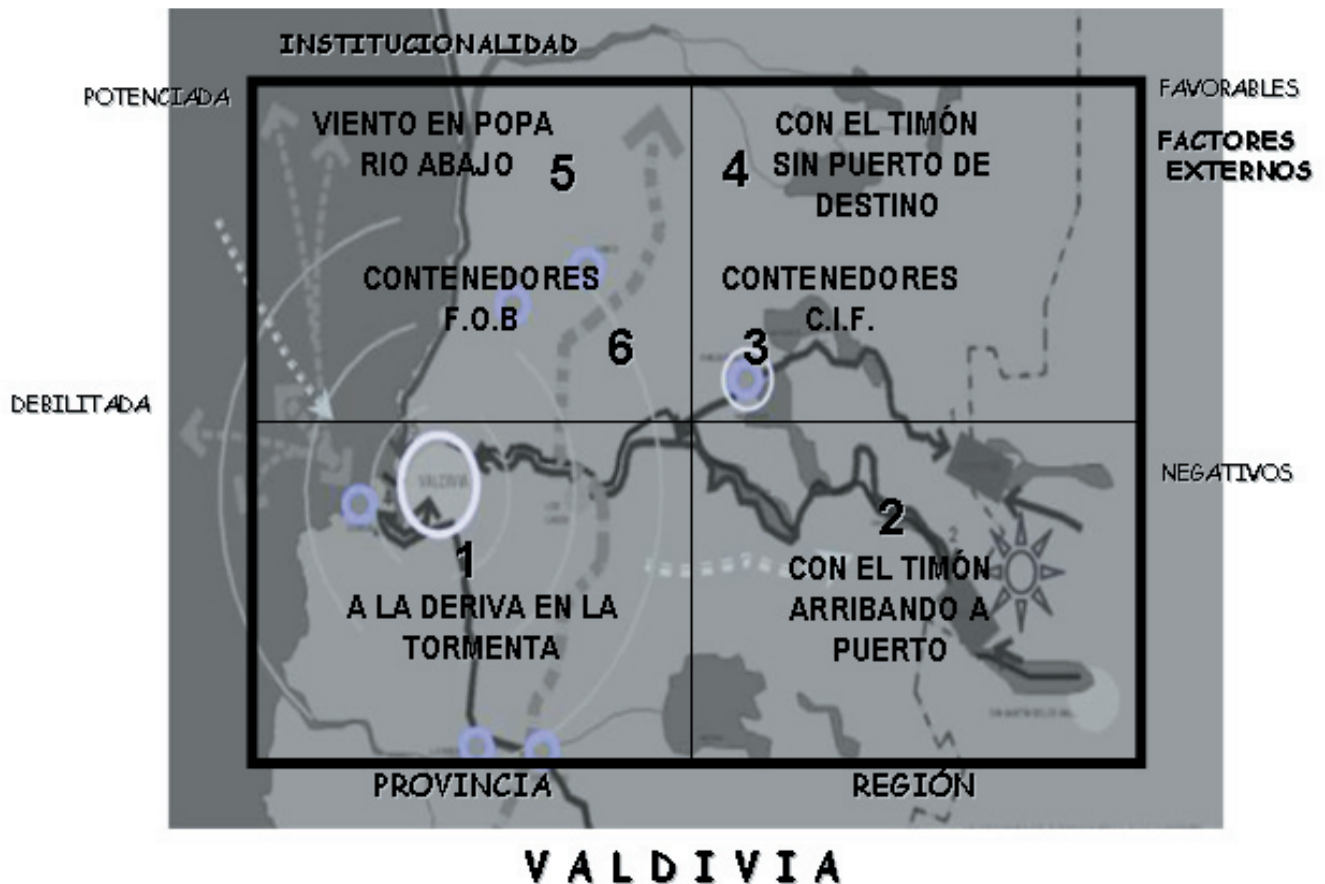 INSTITUCIONALIDAD
POTENCIADA
FAVORABLES
FACTORES
EXTERNOS
VIENTO EN POPA
RIO ABAJO
5
CON EL TIMÓN
4 SIN PUERTO DE
DESTINO
CONTENEDORES
F.O.B
6
CONTENEDORES
C.I.F.
3
DEBILITADA
NEGATIVOS
VALDIVIA
1
A LA DERIVA EN LA
TORMENTA
2
CON EL TIMÓN
ARRIBANDO A
PUERTO
PROVINCIA
REGIÓN
VALDIVIA